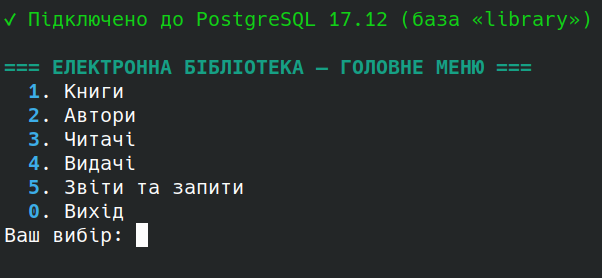 ✓ Підключено до PostgreSQL 17.12 (база «library»)
=== ЕЛЕКТРОННА БІБЛІОТЕКА — ГОЛОВНЕ МЕНЮ ===
1. Книги
2. Автори
3. Читачі
4. Видачі
5. Звіти та запити
0. Вихід
Ваш вибір: